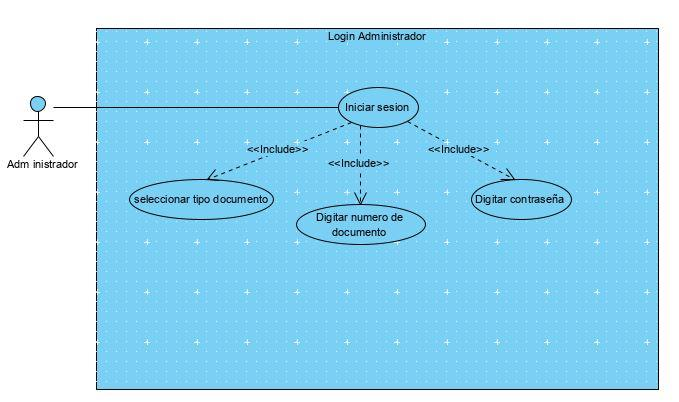 Login Administrador
Iniciar sesion
Adm inistrador
<<Include>>
<<Include>>
<<Include>>
seleccionar tipo documento
Digitar numero de
documento
Digitar contraseña